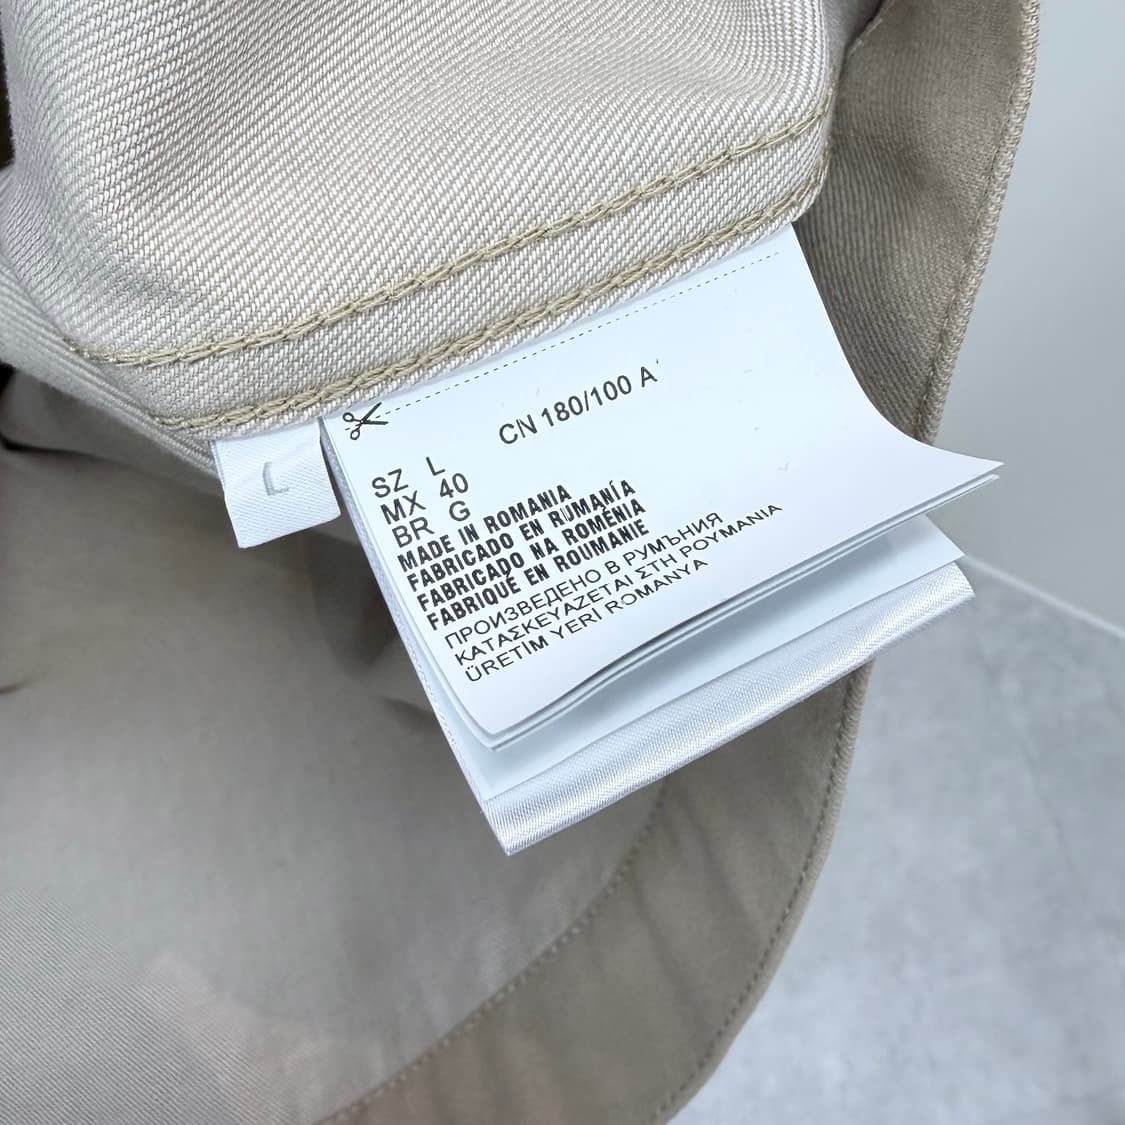 L
CN 180/100 A
SZ L
MX 40
BR G
MADE IN ROMANIA
FABRICADO EN RUMANÍA
FABRICADO NA ROMÉNIA
FABRIQUÉ EN ROUMANIE
ПРОИЗВЕДЕНО В РУМЪНИЯ
ΚΑΤΑΣΚΕΥΑΖΕΤΑΙ ΣΤΗ ΡΟΥΜΑΝΙΑ
ÜRETIM YERI ROMANYA